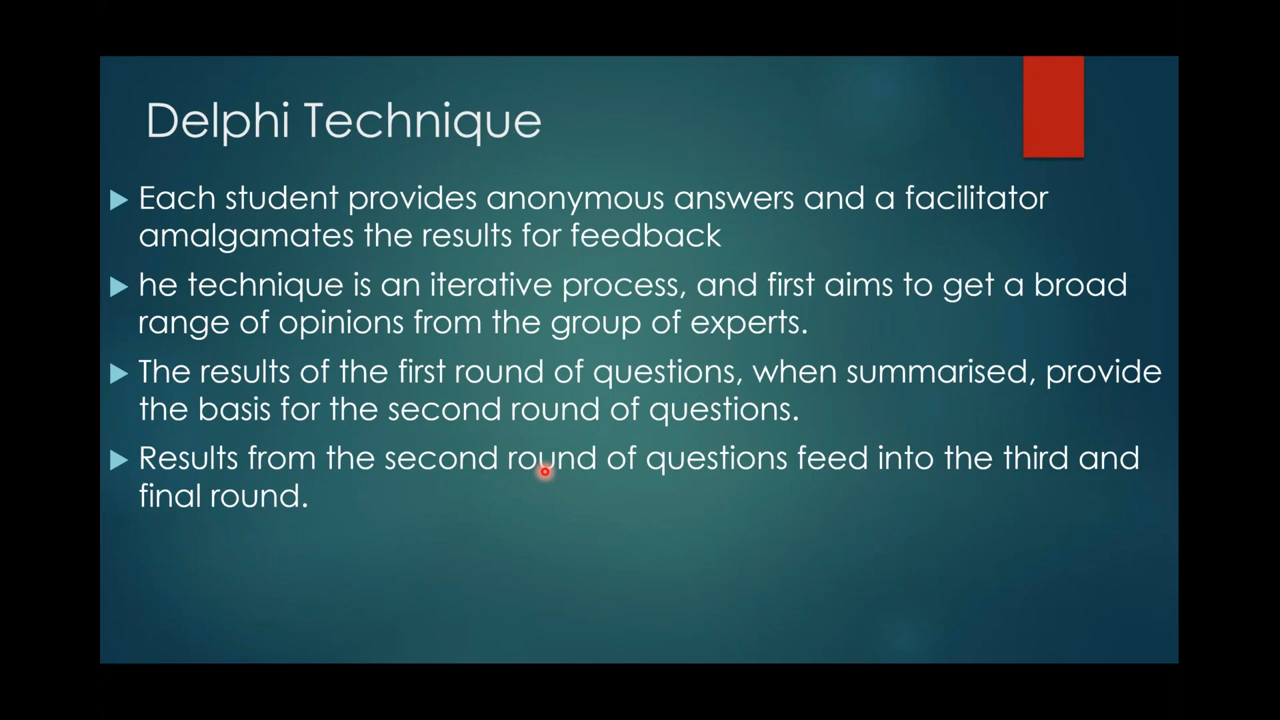 Delphi Technique
Each student provides anonymous answers and a facilitator
amalgamates the results for feedback
he technique is an iterative process, and first aims to get a broad
range of opinions from the group of experts.
The results of the first round of questions, when summarised, provide
the basis for the second round of questions.
Results from the second round of questions feed into the third and
final round.